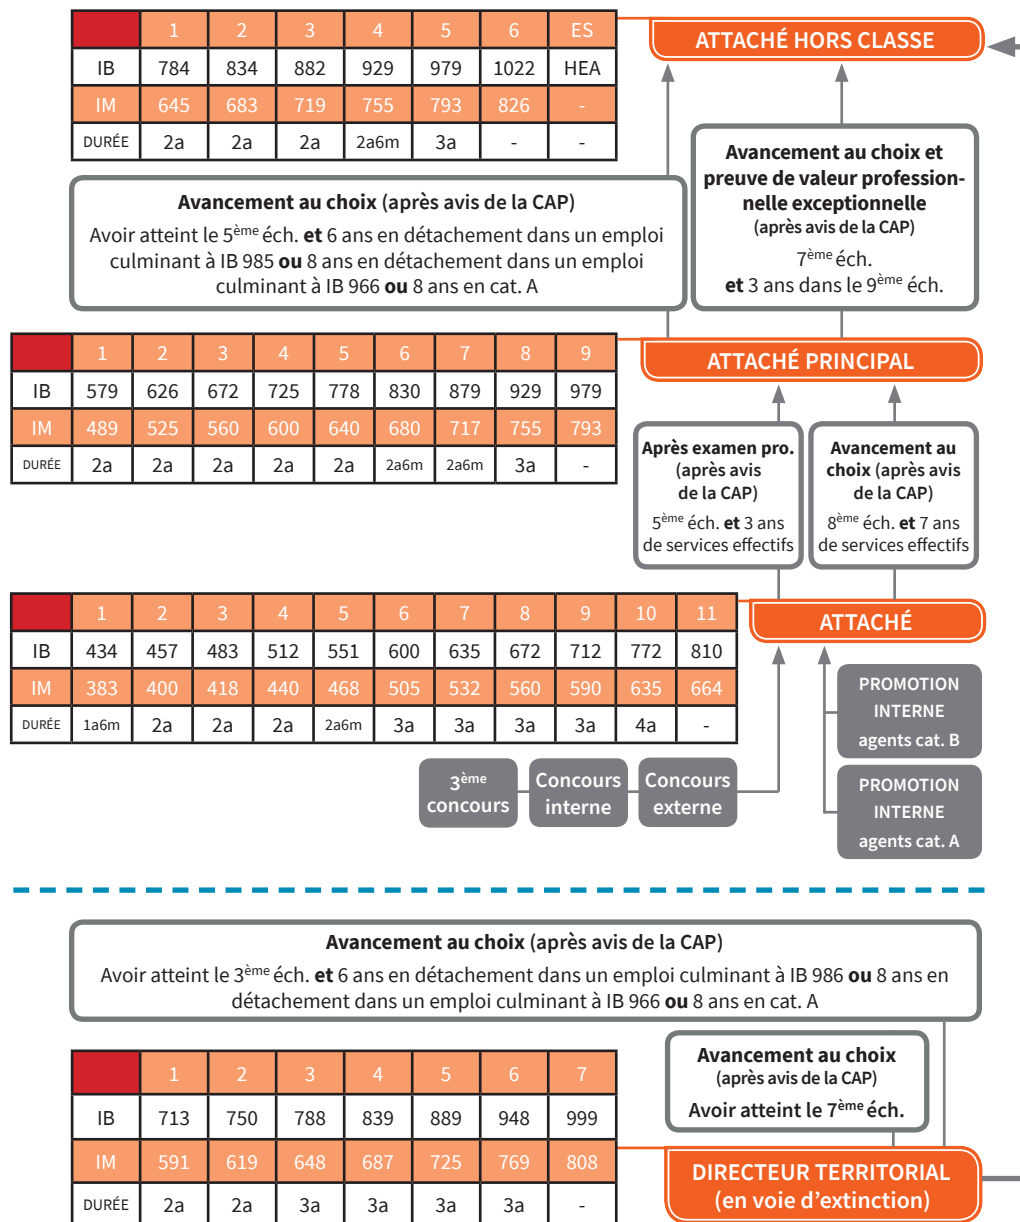 1 2 3 4 5 6 ES
IB 784 834 882 929 979 1022 HEA
IM 645 683 719 755 793 826 -
DURÉE 2a 2a 2a 2a6m 3a - -
ATTACHÉ HORS CLASSE
Avancement au choix (après avis de la CAP)
Avoir atteint le 5ème éch. et 6 ans en détachement dans un emploi
culminant à IB 985 ou 8 ans en détachement dans un emploi
culminant à IB 966 ou 8 ans en cat. A
Avancement au choix et
preuve de valeur profession-
nelle exceptionnelle
(après avis de la CAP)
7ème éch.
et 3 ans dans le 9ème éch.
1 2 3 4 5 6 7 8 9
IB 579 626 672 725 778 830 879 929 979
IM 489 525 560 600 640 680 717 755 793
DURÉE 2a 2a 2a 2a 2a 2a6m 2a6m 3a -
ATTACHÉ PRINCIPAL
Après examen pro.
(après avis
de la CAP)
5ème éch. et 3 ans
de services effectifs
Avancement au
choix (après avis
de la CAP)
8ème éch. et 7 ans
de services effectifs
1 2 3 4 5 6 7 8 9 10 11
IB 434 457 483 512 551 600 635 672 712 772 810
IM 383 400 418 440 468 505 532 560 590 635 664
DURÉE 1a6m 2a 2a 2a 2a6m 3a 3a 3a 3a 4a -
ATTACHÉ
PROMOTION
INTERNE
agents cat. B
3ème
concours
Concours
interne
Concours
externe
PROMOTION
INTERNE
agents cat. A
Avancement au choix (après avis de la CAP)
Avoir atteint le 3ème éch. et 6 ans en détachement dans un emploi culminant à IB 986 ou 8 ans en
détachement dans un emploi culminant à IB 966 ou 8 ans en cat. A
Avancement au choix
(après avis de la CAP)
Avoir atteint le 7ème éch.
1 2 3 4 5 6 7
IB 713 750 788 839 889 948 999
IM 591 619 648 687 725 769 808
DURÉE 2a 2a 3a 3a 3a 3a -
DIRECTEUR TERRITORIAL
(en voie d'extinction)